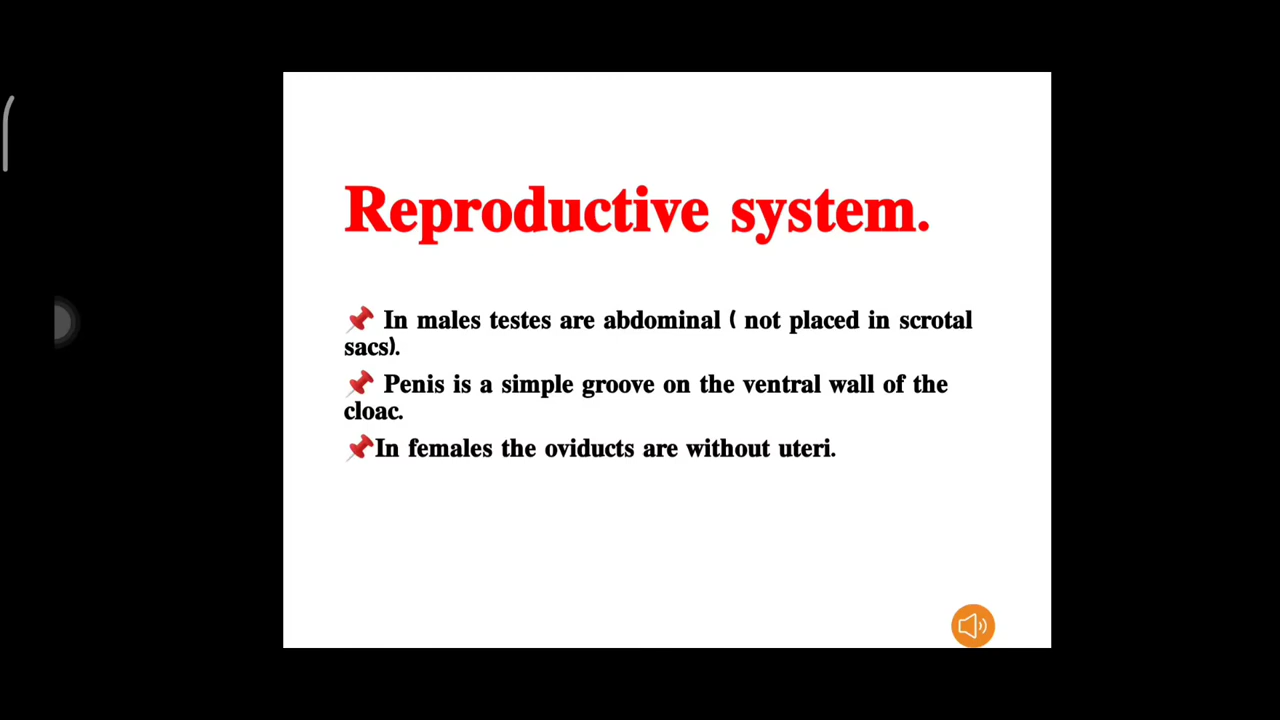 Reproductive system.
📌 In males testes are abdominal ( not placed in scrotal
sacs).
📌 Penis is a simple groove on the ventral wall of the
cloac.
📌In females the oviducts are without uteri.